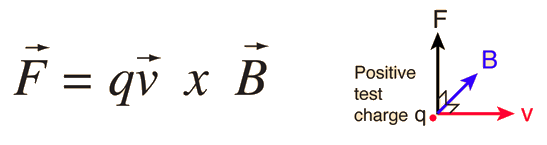 F = qv x B
F
B
Positive
test
charge q
v